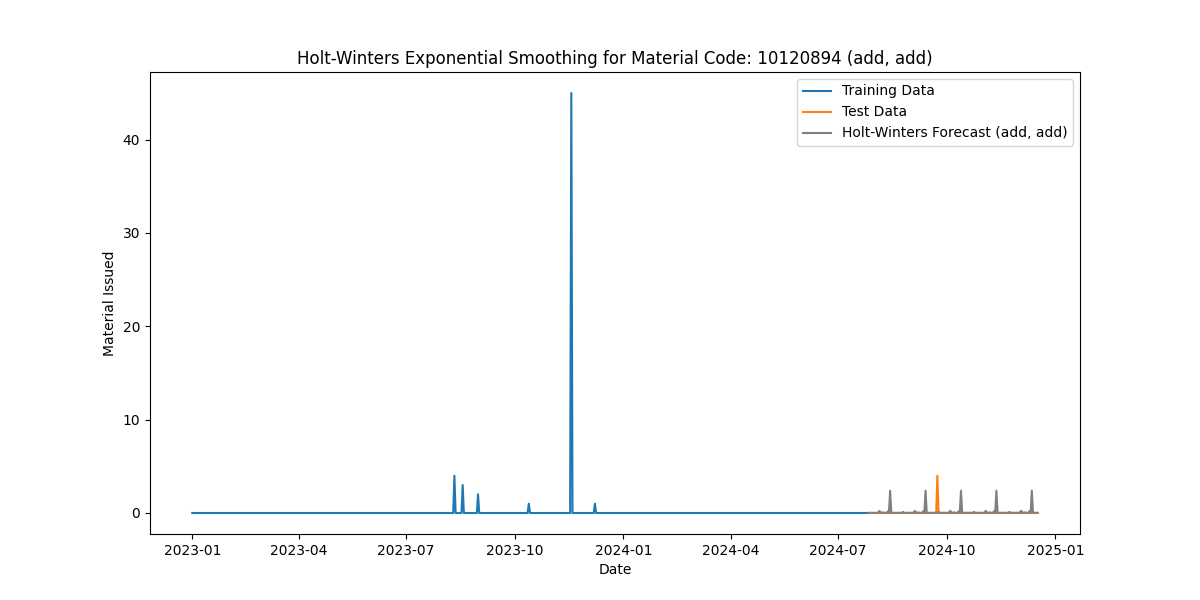 Holt-Winters Exponential Smoothing for Material Code: 10120894 (add, add)
Training Data
Test Data
Holt-Winters Forecast (add, add)
Material Issued
40
30
20
10
0
2023-01 2023-04 2023-07 2023-10 2024-01 2024-04 2024-07 2024-10 2025-01
Date